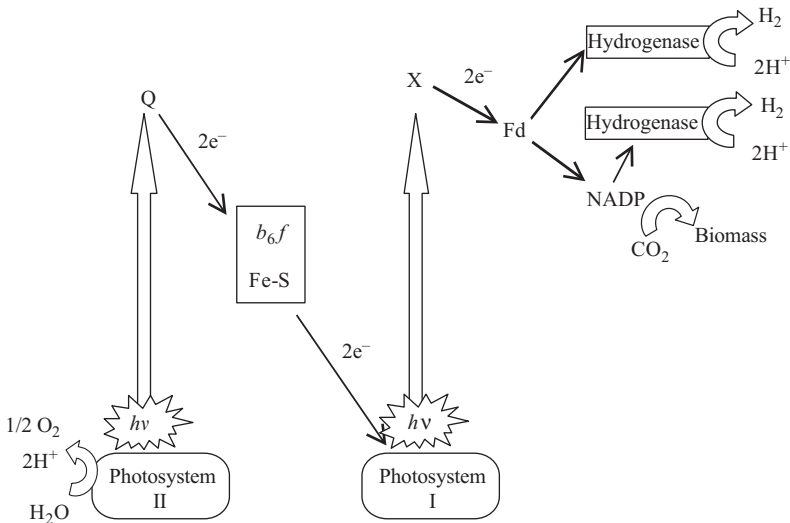 H₂
Hydrogenase
2H⁺
X
2e⁻
Q
Fd
H₂
Hydrogenase
2H⁺
2e⁻
NADP
CO₂
Biomass
b₆f
Fe-S
2e⁻
1/2 O₂
hν
hν
2H⁺
H₂O
Photosystem
II
Photosystem
I